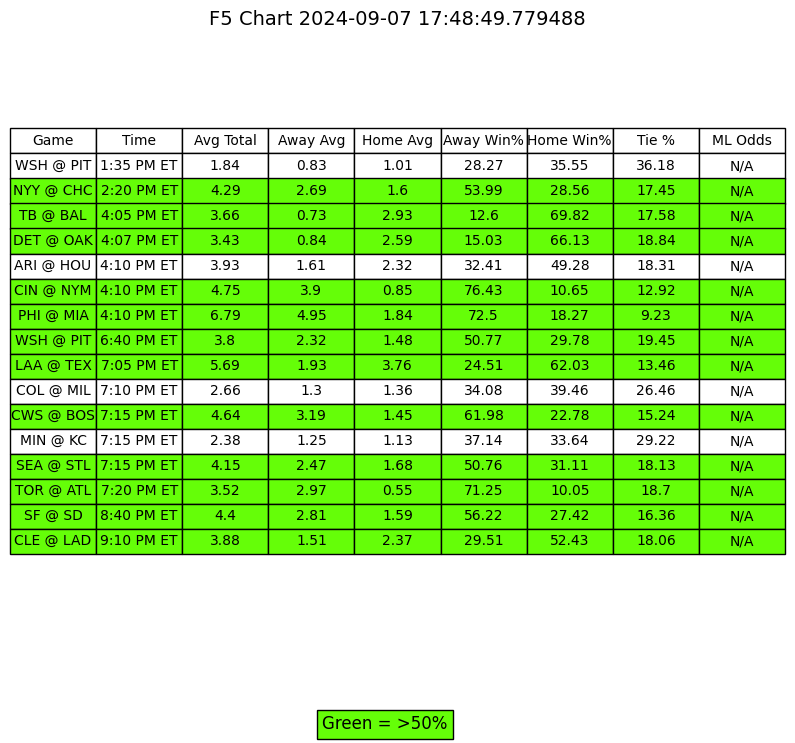 F5 Chart 2024-09-07 17:48:49.779488
Game Time Avg Total Away Avg Home Avg Away Win% Home Win% Tie % ML Odds
WSH @ PIT 1:35 PM ET 1.84 0.83 1.01 28.27 35.55 36.18 N/A
NYY @ CHC 2:20 PM ET 4.29 2.69 1.6 53.99 28.56 17.45 N/A
TB @ BAL 4:05 PM ET 3.66 0.73 2.93 12.6 69.82 17.58 N/A
DET @ OAK 4:07 PM ET 3.43 0.84 2.59 15.03 66.13 18.84 N/A
ARI @ HOU 4:10 PM ET 3.93 1.61 2.32 32.41 49.28 18.31 N/A
CIN @ NYM 4:10 PM ET 4.75 3.9 0.85 76.43 10.65 12.92 N/A
PHI @ MIA 4:10 PM ET 6.79 4.95 1.84 72.5 18.27 9.23 N/A
WSH @ PIT 6:40 PM ET 3.8 2.32 1.48 50.77 29.78 19.45 N/A
LAA @ TEX 7:05 PM ET 5.69 1.93 3.76 24.51 62.03 13.46 N/A
COL @ MIL 7:10 PM ET 2.66 1.3 1.36 34.08 39.46 26.46 N/A
CWS @ BOS 7:15 PM ET 4.64 3.19 1.45 61.98 22.78 15.24 N/A
MIN @ KC 7:15 PM ET 2.38 1.25 1.13 37.14 33.64 29.22 N/A
SEA @ STL 7:15 PM ET 4.15 2.47 1.68 50.76 31.11 18.13 N/A
TOR @ ATL 7:20 PM ET 3.52 2.97 0.55 71.25 10.05 18.7 N/A
SF @ SD 8:40 PM ET 4.4 2.81 1.59 56.22 27.42 16.36 N/A
CLE @ LAD 9:10 PM ET 3.88 1.51 2.37 29.51 52.43 18.06 N/A
Green = >50%